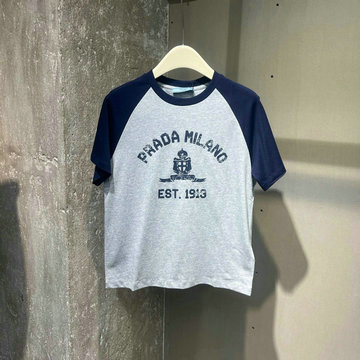 PRADA MILANO
EST. 1913